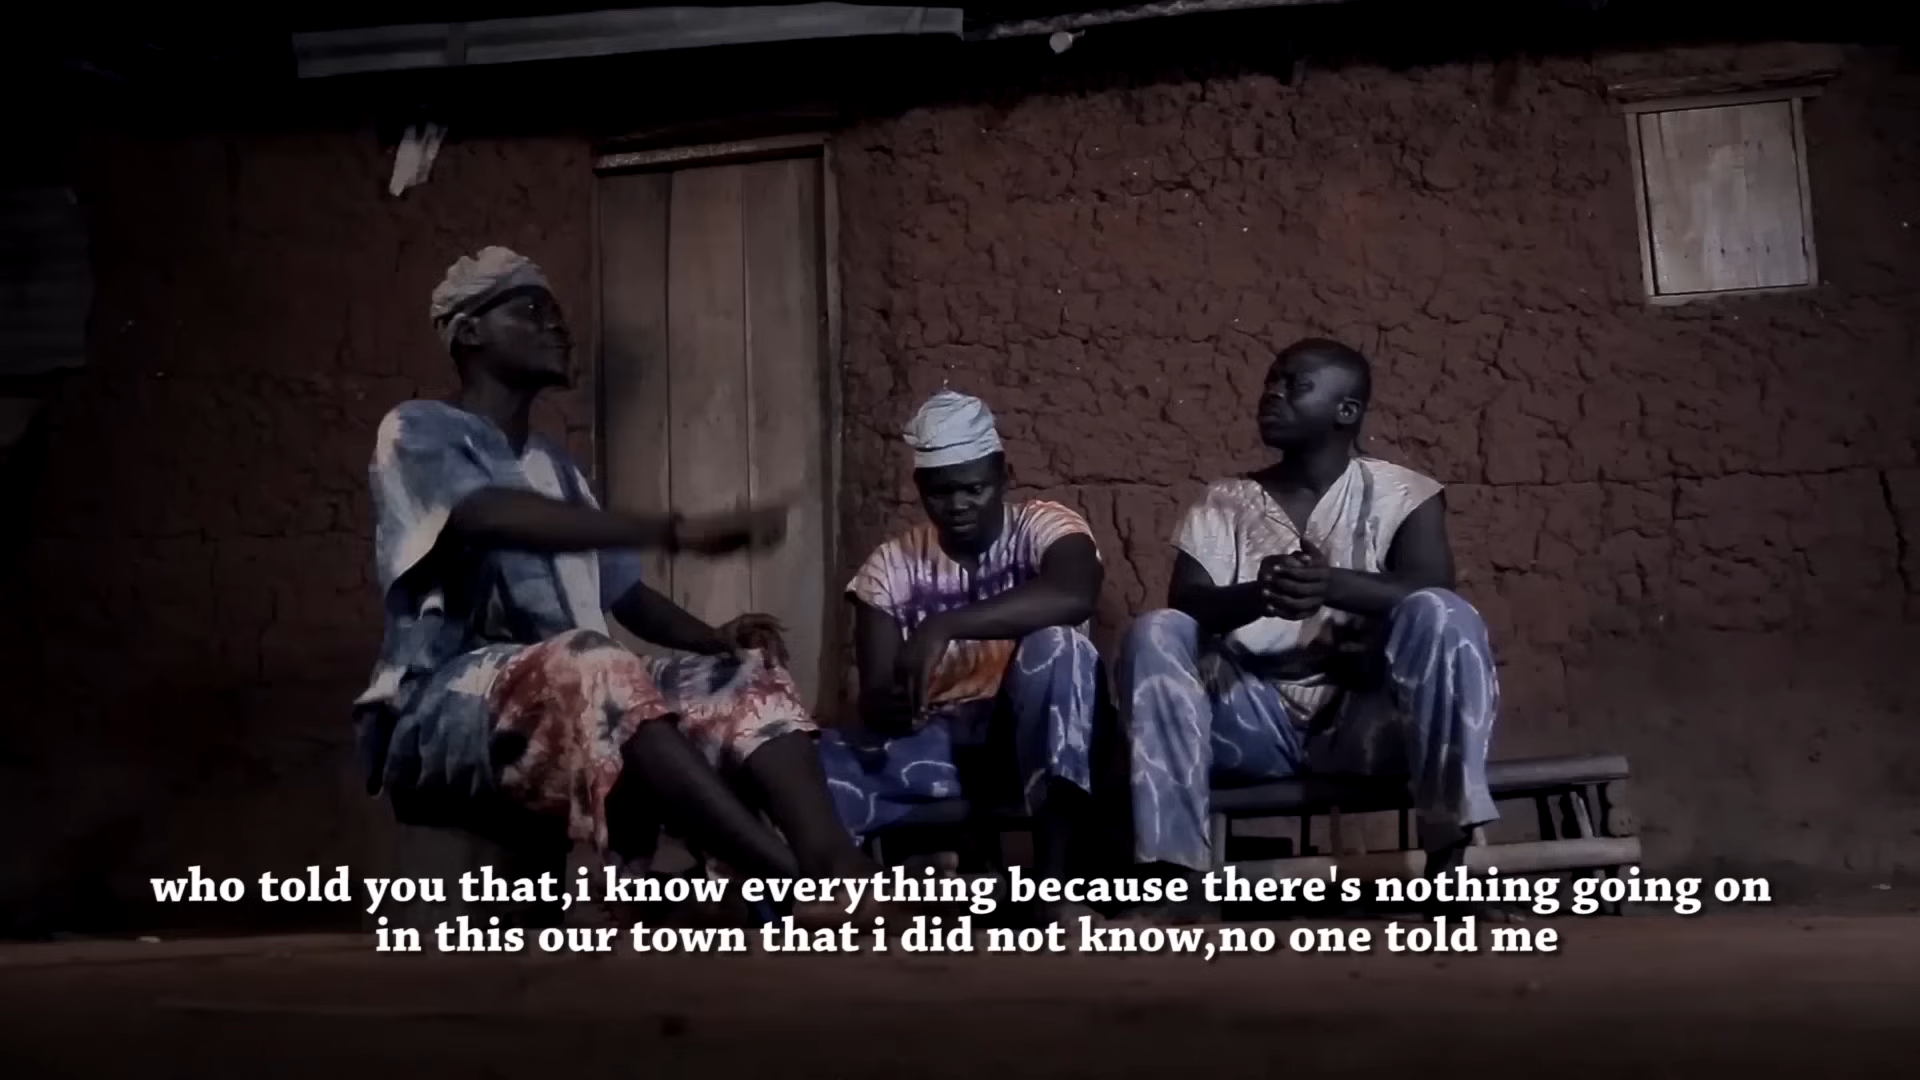 who told you that,i know everything because there's nothing going on
in this our town that i did not know,no one told me